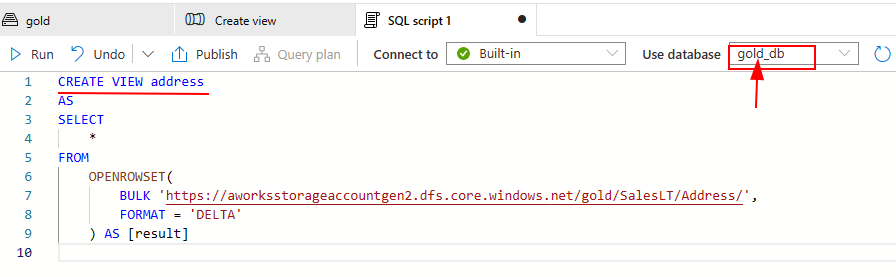 gold Create view SQL script 1
Run Undo Publish Query plan Connect to Built-in Use database gold_db
1 CREATE VIEW address
2 AS
3 SELECT
4 *
5 FROM
6 OPENROWSET(
7 BULK 'https://aworksstorageaccountgen2.dfs.core.windows.net/gold/SalesLT/Address/',
8 FORMAT = 'DELTA'
9 ) AS [result]
10